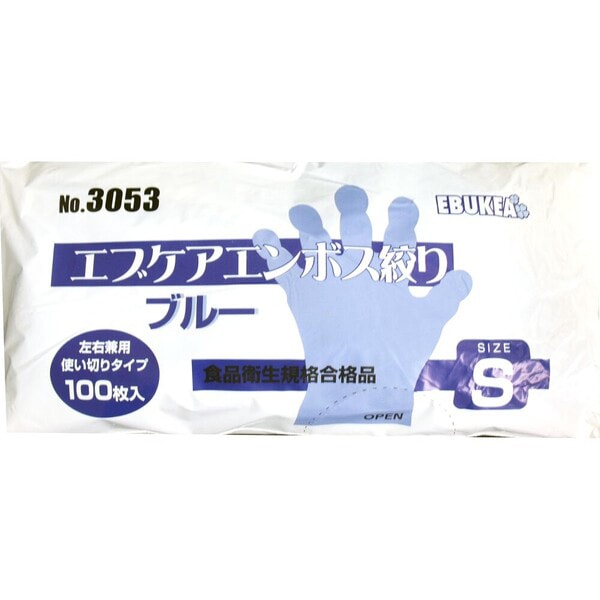 No.3053
EBUKEA
エブケアエンボス絞り
ブルー
左右兼用
使い切りタイプ
100枚入
食品衛生規格合格品
SIZE
S
OPEN